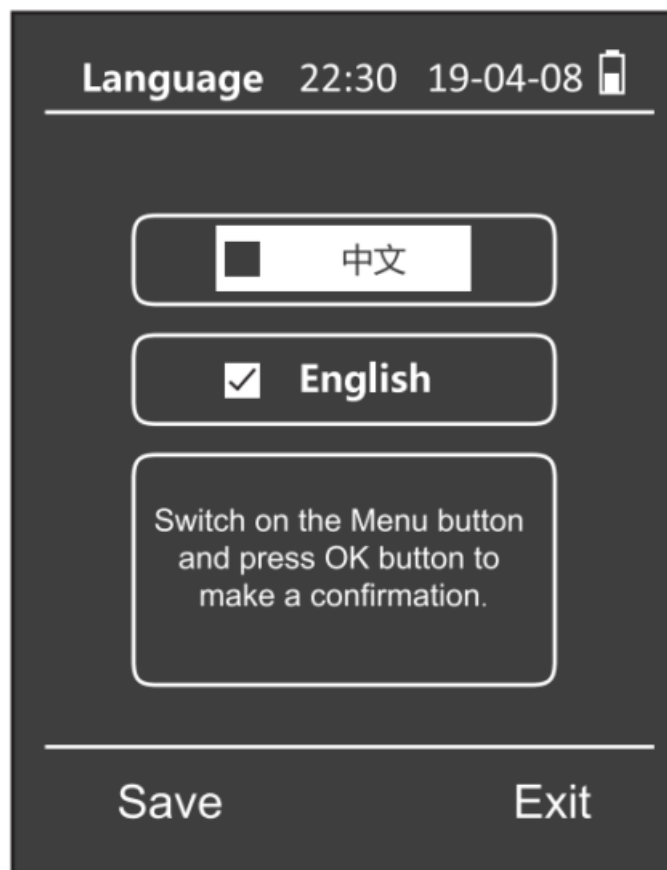 Language 22:30 19-04-08
中文
English
Switch on the Menu button
and press OK button to
make a confirmation.
Save Exit